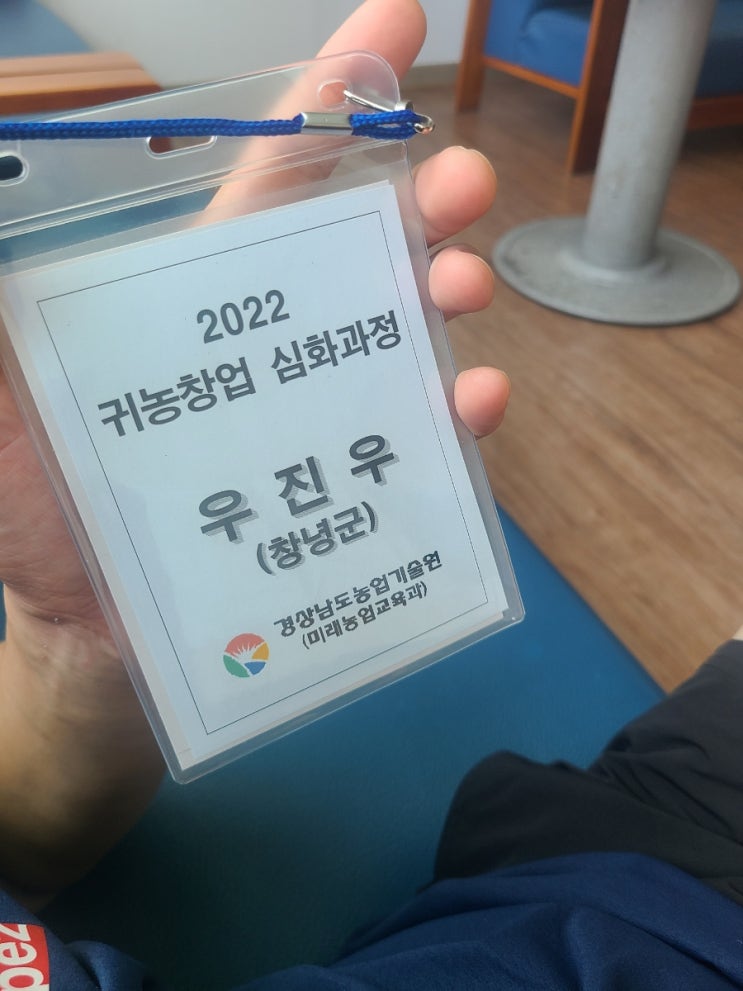 2022
귀농창업 심화과정
우 진 우
(창녕군)
경상남도농업기술원
(미래농업교육과)
pez